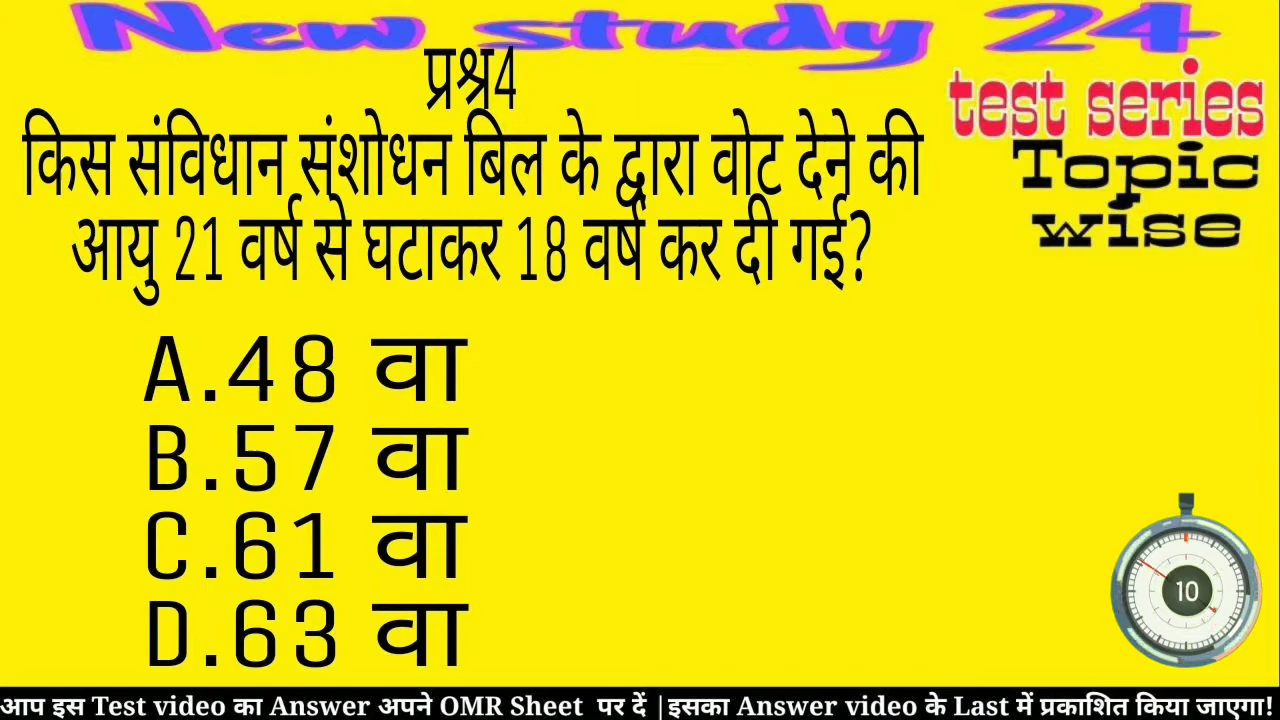 New study 24
test series
Topic
wise
प्रश्न4
किस संविधान संशोधन बिल के द्वारा वोट देने की
आयु 21 वर्ष से घटाकर 18 वर्ष कर दी गई?
A.48 वा
B.57 वा
C.61 वा
D.63 वा
10
आप इस Test video का Answer अपने OMR Sheet पर दें |इसका Answer video के Last में प्रकाशित किया जाएगा!